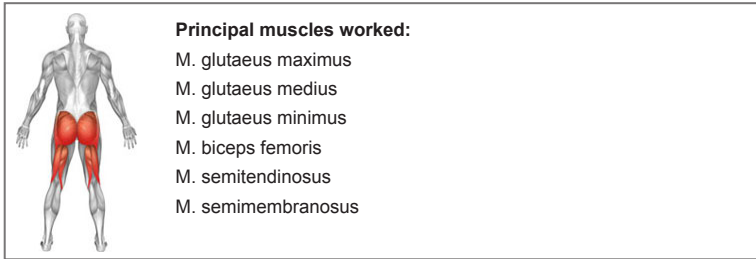 Principal muscles worked:
M. glutaeus maximus
M. glutaeus medius
M. glutaeus minimus
M. biceps femoris
M. semitendinosus
M. semimembranosus